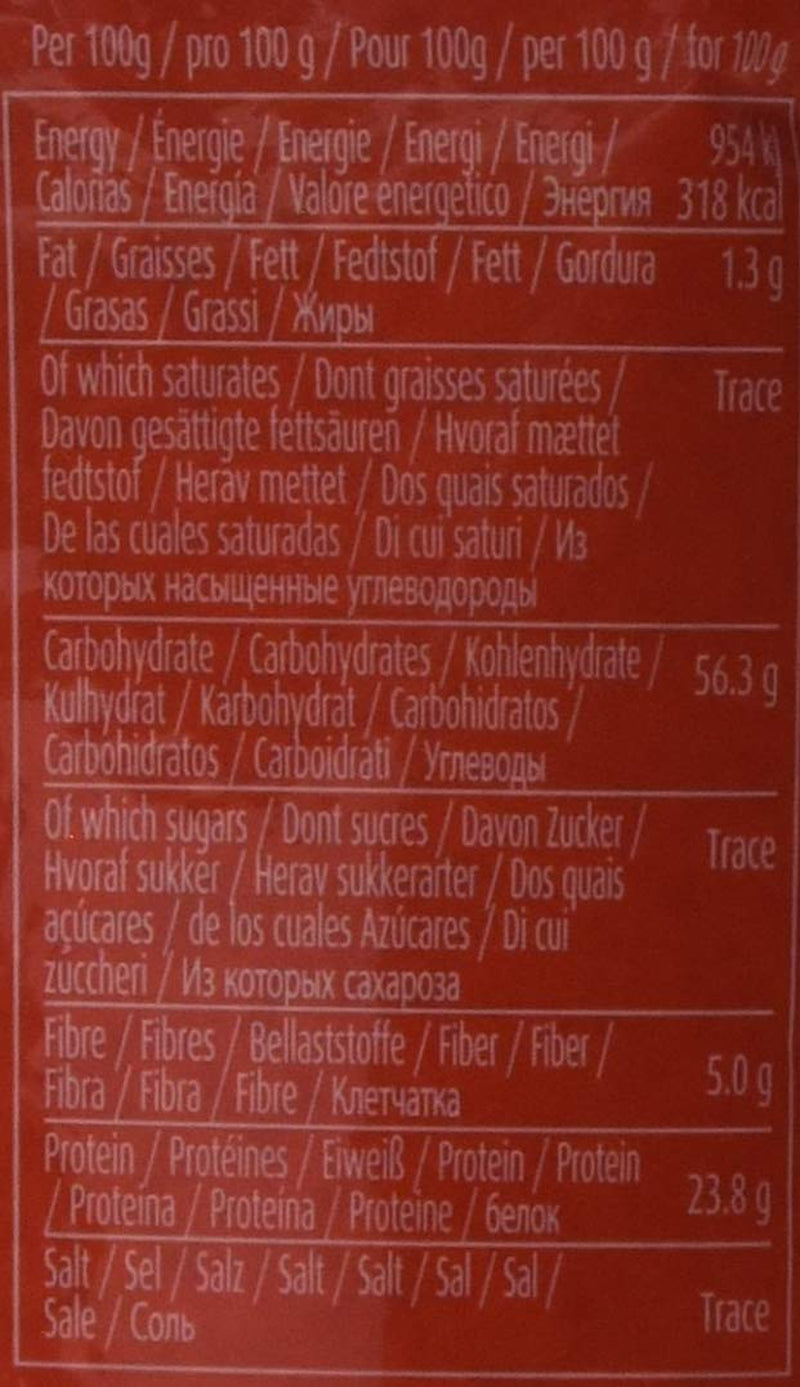 Per 100g / pro 100 g / Pour 100g / per 100 g / for 100g
Energy / Énergie / Energie / Energi / Energi / 954 kj
Calorias / Energía / Valore energetico / Энергия 318 kcal
Fat / Graisses / Fett / Fedtstof / Fett / Gordura 1.3 g
/ Grasas / Grassi / Жиры
Of which saturates / Dont graisses saturées / Trace
Davon gesättigte fettsäuren / Hvoraf mættet
fedtstof / Herav mettet / Dos quais saturados /
De las cuales saturadas / Di cui saturi / Из
которых насыщенные углеводороды
Carbohydrate / Carbohydrates / Kohlenhydrate / 56.3 g
Kulhydrat / Karbohydrat / Carbohidratos /
Carbohidratos / Carboidrati / Углеводы
Of which sugars / Dont sucres / Davon Zucker / Trace
Hvoraf sukker / Herav sukkerarter / Dos quais
açúcares / de los cuales Azúcares / Di cui
zuccheri / Из которых сахароза
Fibre / Fibres / Bellaststoffe / Fiber / Fiber / 5.0 g
Fibra / Fibra / Fibre / Клетчатка
Protein / Protéines / Eiweiß / Protein / Protein 23.8 g
/ Proteína / Proteína / Proteine / белок
Salt / Sel / Salz / Salt / Salt / Sal / Sal / Trace
Sale / Соль